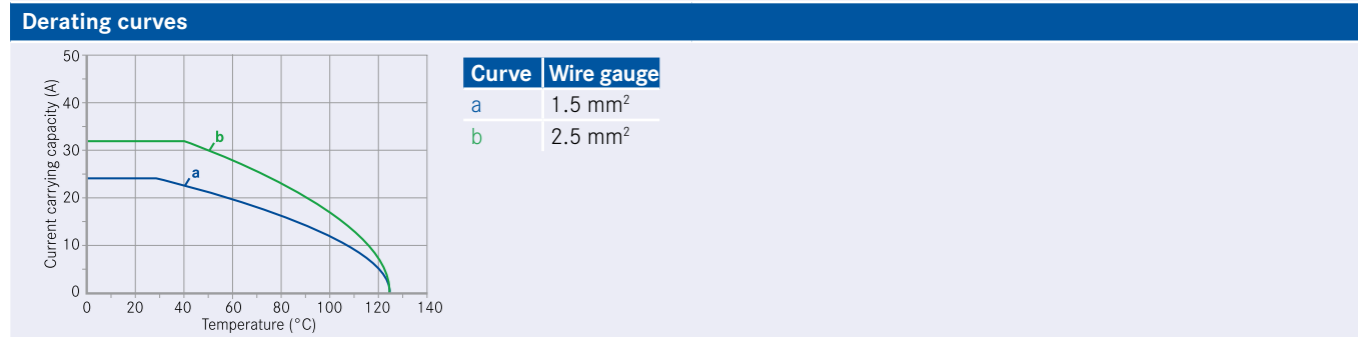 Derating curves
Current carrying capacity (A)
50
40
30
20
10
0
b
a
0 20 40 60 80 100 120 140
Temperature (°C)
Curve Wire gauge
a 1.5 mm²
b 2.5 mm²